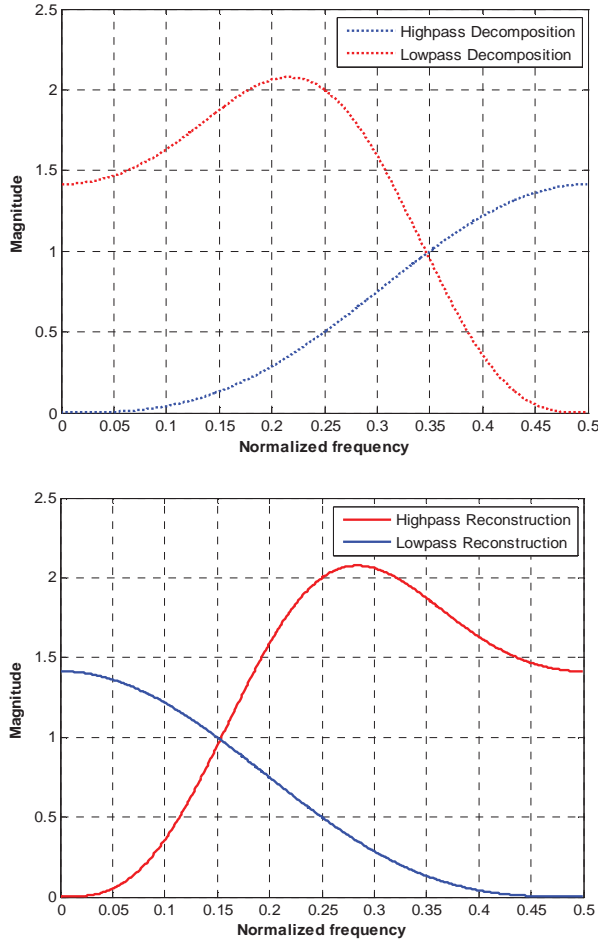 2.5
Highpass Decomposition
Lowpass Decomposition
2
1.5
Magnitude
1
0.5
0
0 0.05 0.1 0.15 0.2 0.25 0.3 0.35 0.4 0.45 0.5
Normalized frequency
2.5
Highpass Reconstruction
Lowpass Reconstruction
2
1.5
Magnitude
1
0.5
0
0 0.05 0.1 0.15 0.2 0.25 0.3 0.35 0.4 0.45 0.5
Normalized frequency